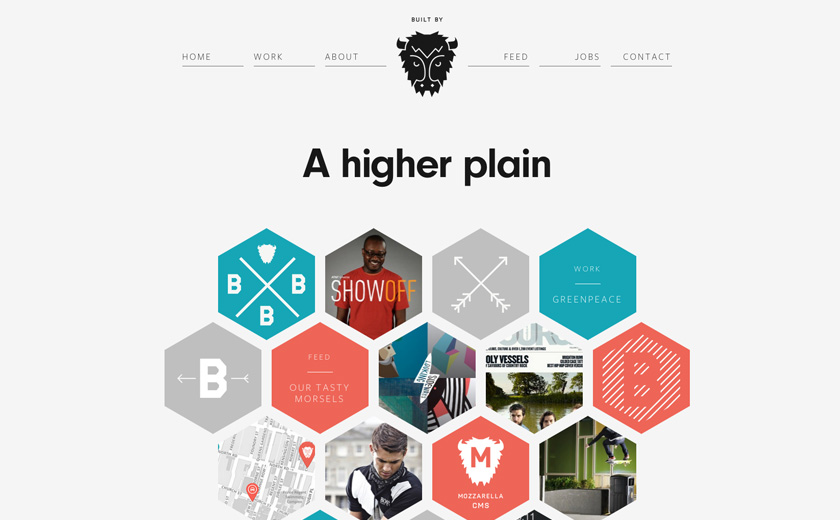 BUILT BY
HOME
WORK
ABOUT
FEED
JOBS
CONTACT
A higher plain
B B
B
SHOWOFF
WORK
GREENPEACE
B
FEED
OUR TASTY
MORSELS
OLY VESSELS
B
M
MOZZARELLA
CMS